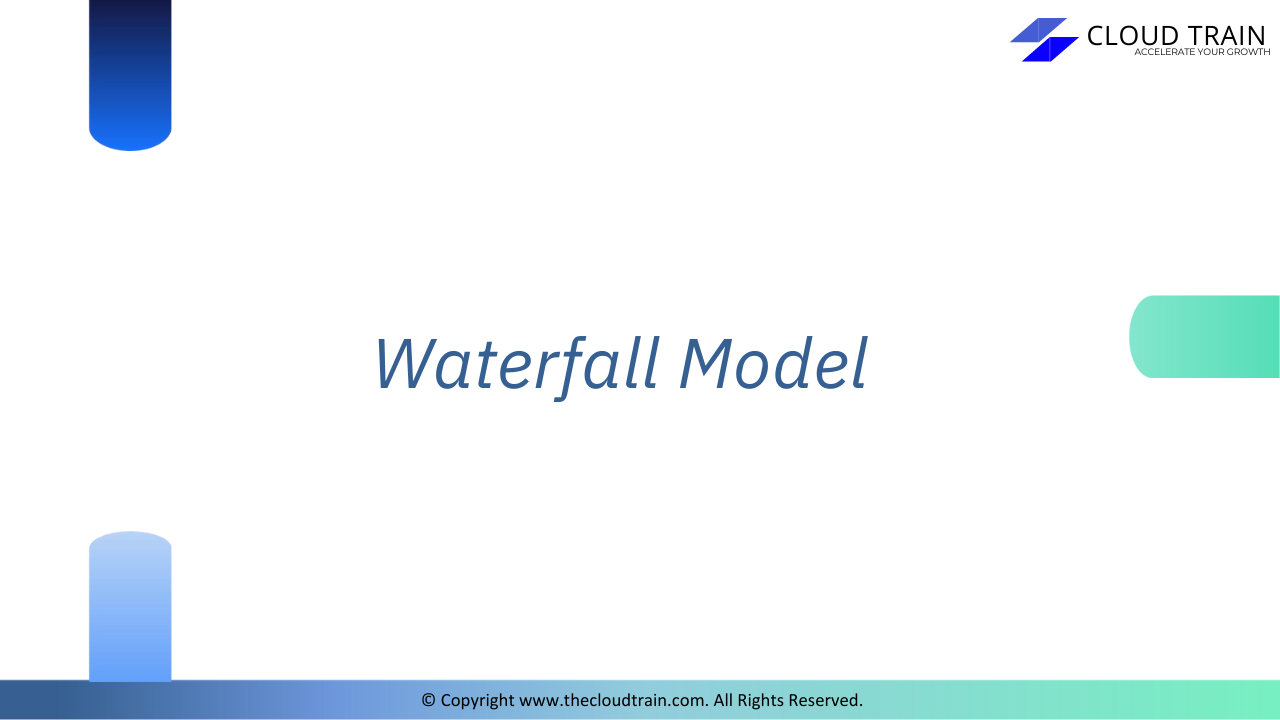 CLOUD TRAIN
ACCELERATE YOUR GROWTH
Waterfall Model
© Copyright www.thecloudtrain.com. All Rights Reserved.